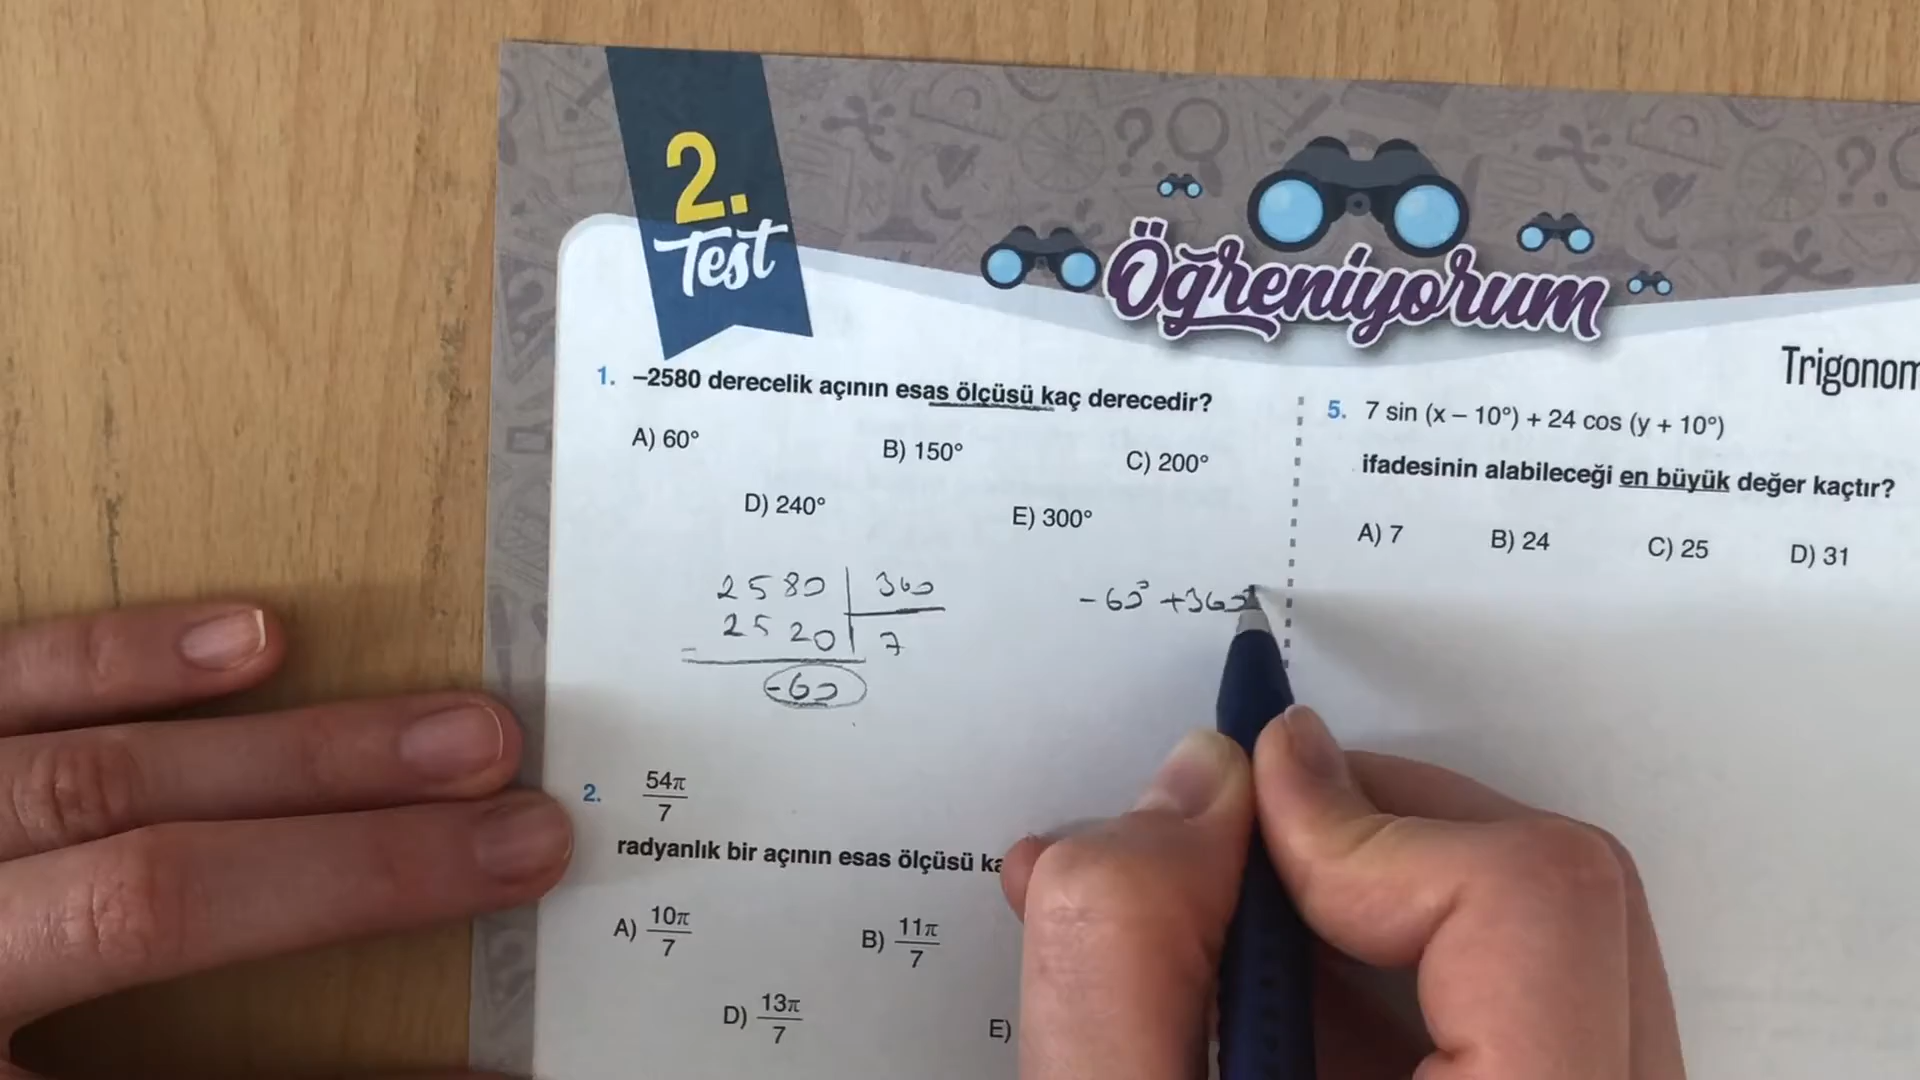 2.
Test
Öğreniyorum
Trigonom
1. –2580 derecelik açının esas ölçüsü kaç derecedir?
A) 60° B) 150° C) 200°
D) 240° E) 300°
2580 | 360
2520 | 7
-60
-60° +360°
2. 54π/7
radyanlık bir açının esas ölçüsü
A) 10π/7 B) 11π/7
D) 13π/7 E)
5. 7 sin (x – 10°) + 24 cos (y + 10°)
ifadesinin alabileceği en büyük değer kaçtır?
A) 7 B) 24 C) 25 D) 31